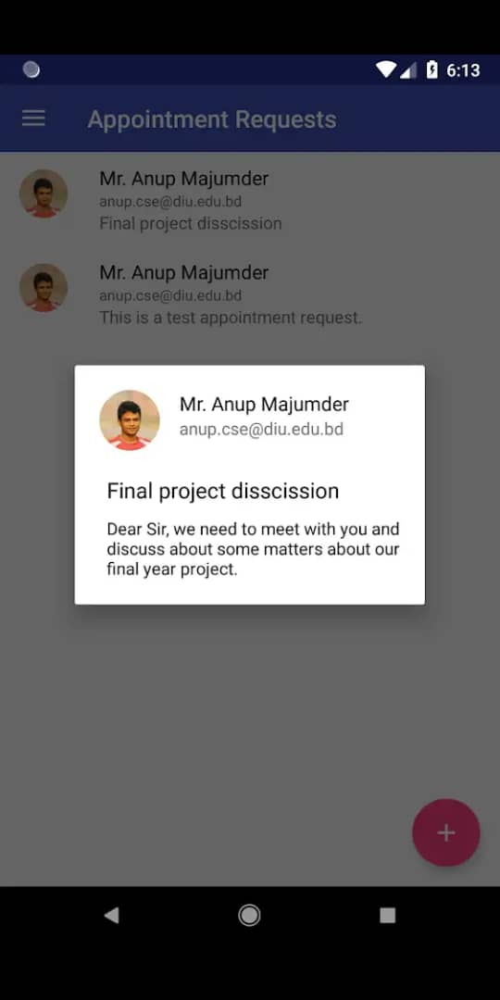 6:13
Appointment Requests
Mr. Anup Majumder
anup.cse@diu.edu.bd
Final project disscission
Mr. Anup Majumder
anup.cse@diu.edu.bd
This is a test appointment request.
Mr. Anup Majumder
anup.cse@diu.edu.bd
Final project disscission
Dear Sir, we need to meet with you and
discuss about some matters about our
final year project.